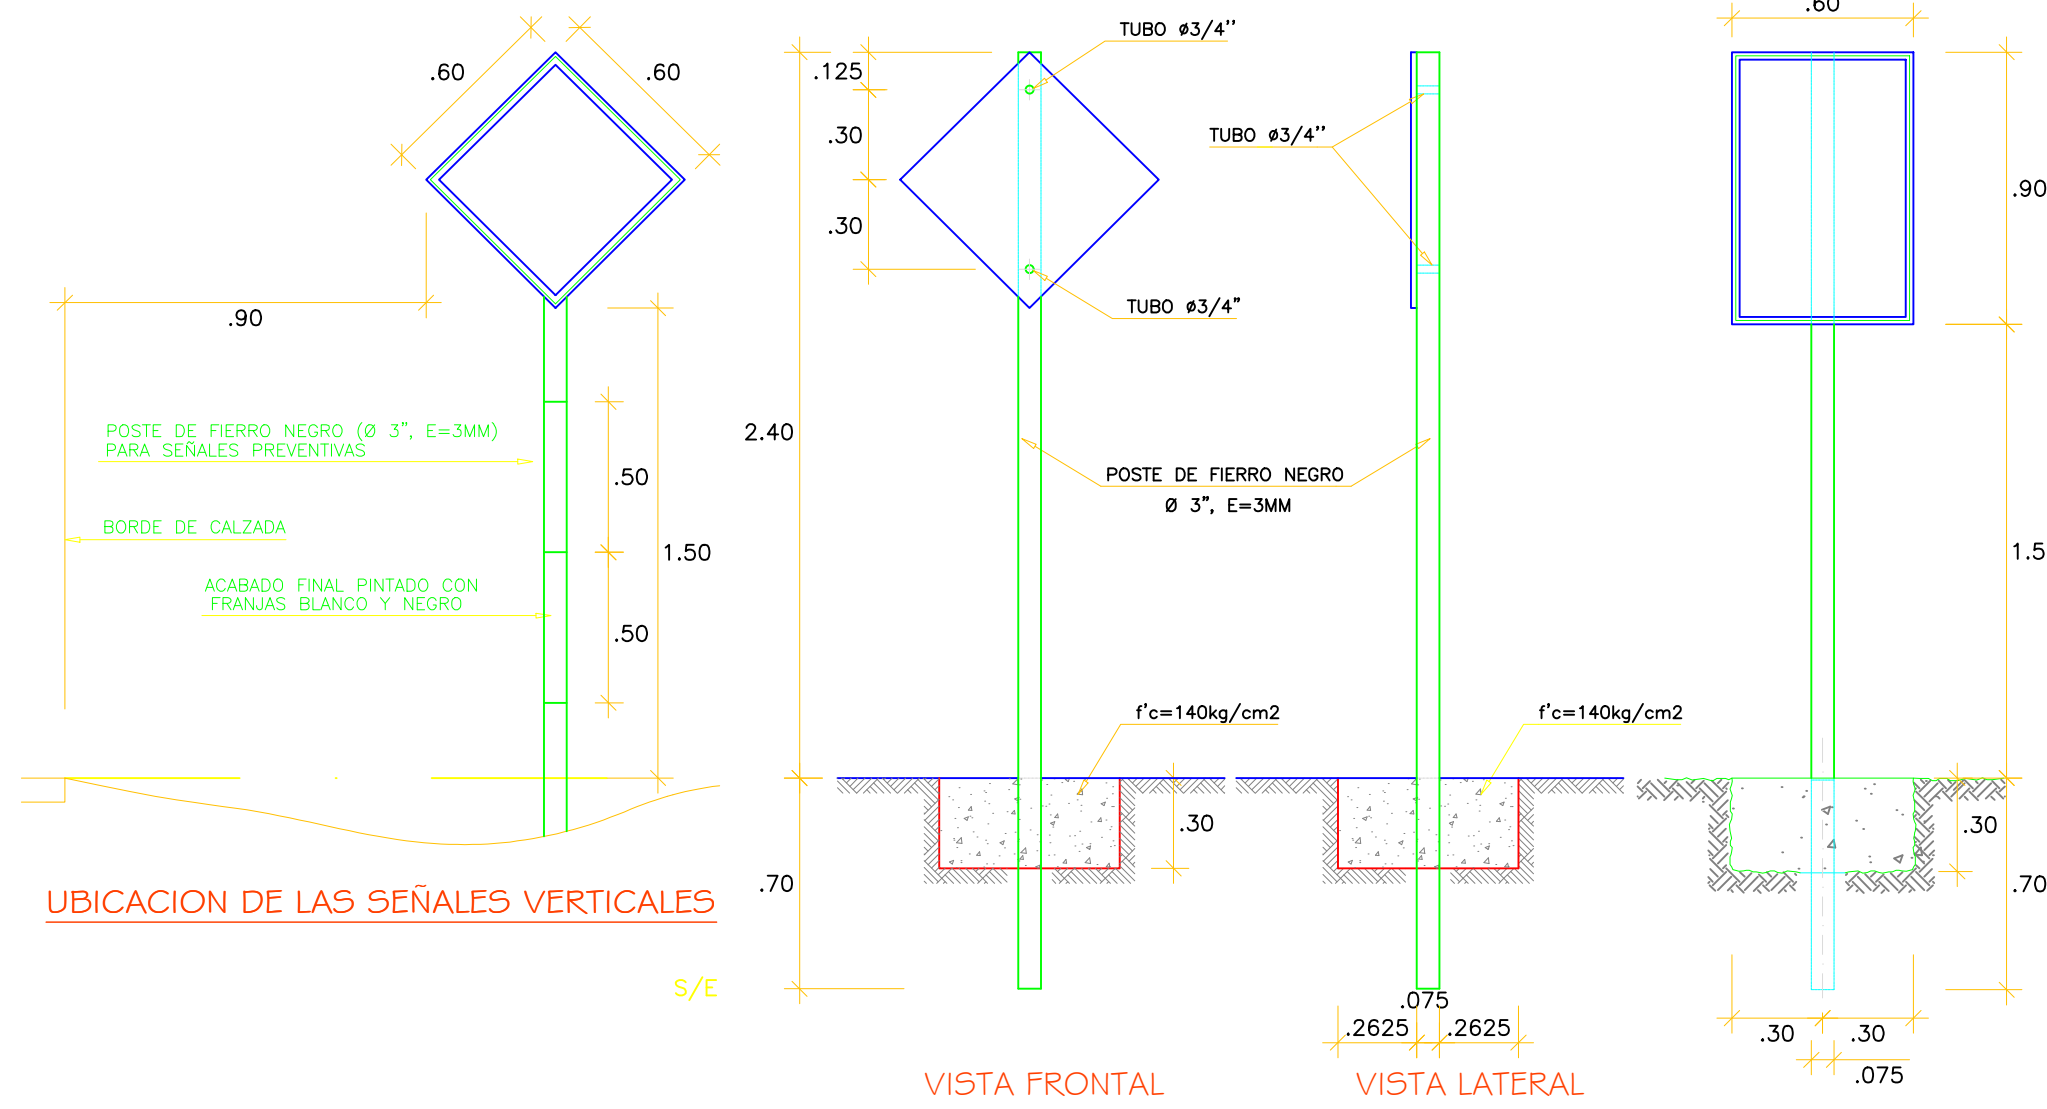 .60
.60
.90
POSTE DE FIERRO NEGRO (Ø 3”, E=3MM)
PARA SEÑALES PREVENTIVAS
BORDE DE CALZADA
ACABADO FINAL PINTADO CON
FRANJAS BLANCO Y NEGRO
.50
1.50
.50
UBICACION DE LAS SEÑALES VERTICALES
S/E
TUBO ø3/4’’
.125
.30
.30
TUBO ø3/4”
2.40
.70
POSTE DE FIERRO NEGRO
Ø 3”, E=3MM
f'c=140kg/cm2
.30
VISTA FRONTAL
TUBO ø3/4’’
f'c=140kg/cm2
.075
.2625
.2625
VISTA LATERAL
.60
.90
1.5
.30
.70
.30
.30
.075